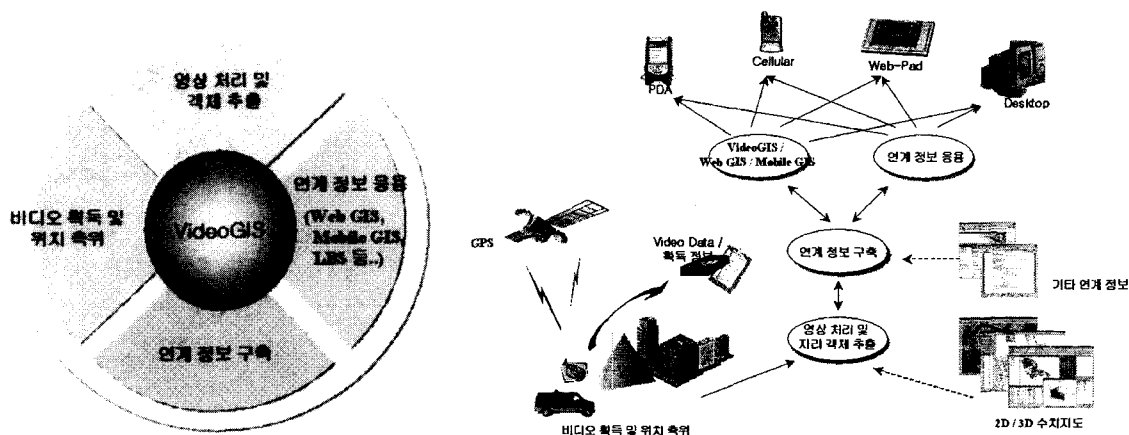 영상 처리 및
객체 추출
비디오 획득 및
위치 측위
VideoGIS
연계 정보 응용
(Web GIS,
Mobile GIS,
LBS 등..)
연계 정보 구축
PDA
Cellular
Web-Pad
Desktop
VideoGIS /
Web GIS / Mobile GIS
연계 정보 응용
GPS
Video Data /
획득 정보
연계 정보 구축
기타 연계 정보
영상 처리 및
지리 객체 추출
비디오 획득 및 위치 측위
2D / 3D 수치지도